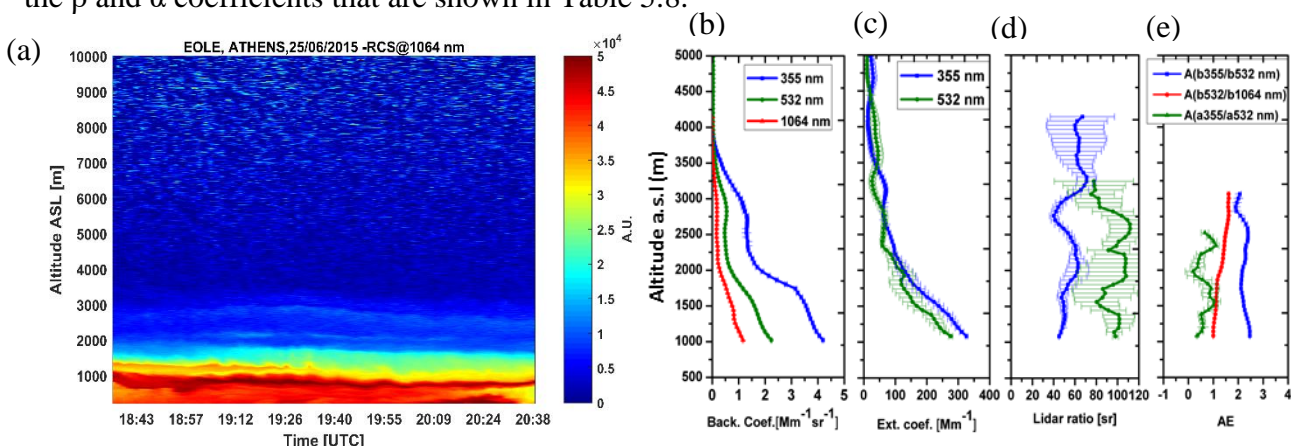 the β and α coefficients that are shown in Table 5.8.
(a)
EOLE, ATHENS,25/06/2015 -RCS@1064 nm
×10⁴
Altitude ASL [m]
10000
9000
8000
7000
6000
5000
4000
3000
2000
1000
18:43 18:57 19:12 19:26 19:40 19:55 20:09 20:24 20:38
Time [UTC]
5
4.5
4
3.5
3
2.5
2
1.5
1
0.5
0
A.U.
(b)
Altitude a.s.l (m)
5000
4500
4000
3500
3000
2500
2000
1500
1000
500
355 nm
532 nm
1064 nm
0 1 2 3 4 5
Back. Coef.[Mm⁻¹sr⁻¹]
(c)
355 nm
532 nm
0 100 200 300 400
Ext. coef. [Mm⁻¹]
(d)
0 20 40 60 80 100 120
Lidar ratio [sr]
(e)
A(b355/b532 nm)
A(b532/b1064 nm)
A(a355/a532 nm)
-1 0 1 2 3 4
AE